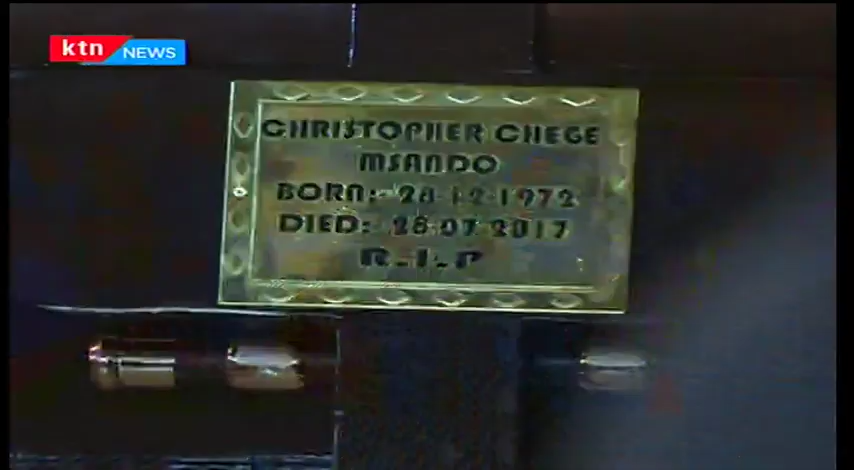 ktn NEWS
CHRISTOPHER CHEGE
MSANDO
BORN: 28-12-1972
DIED: 28-07-2017
R.I.P